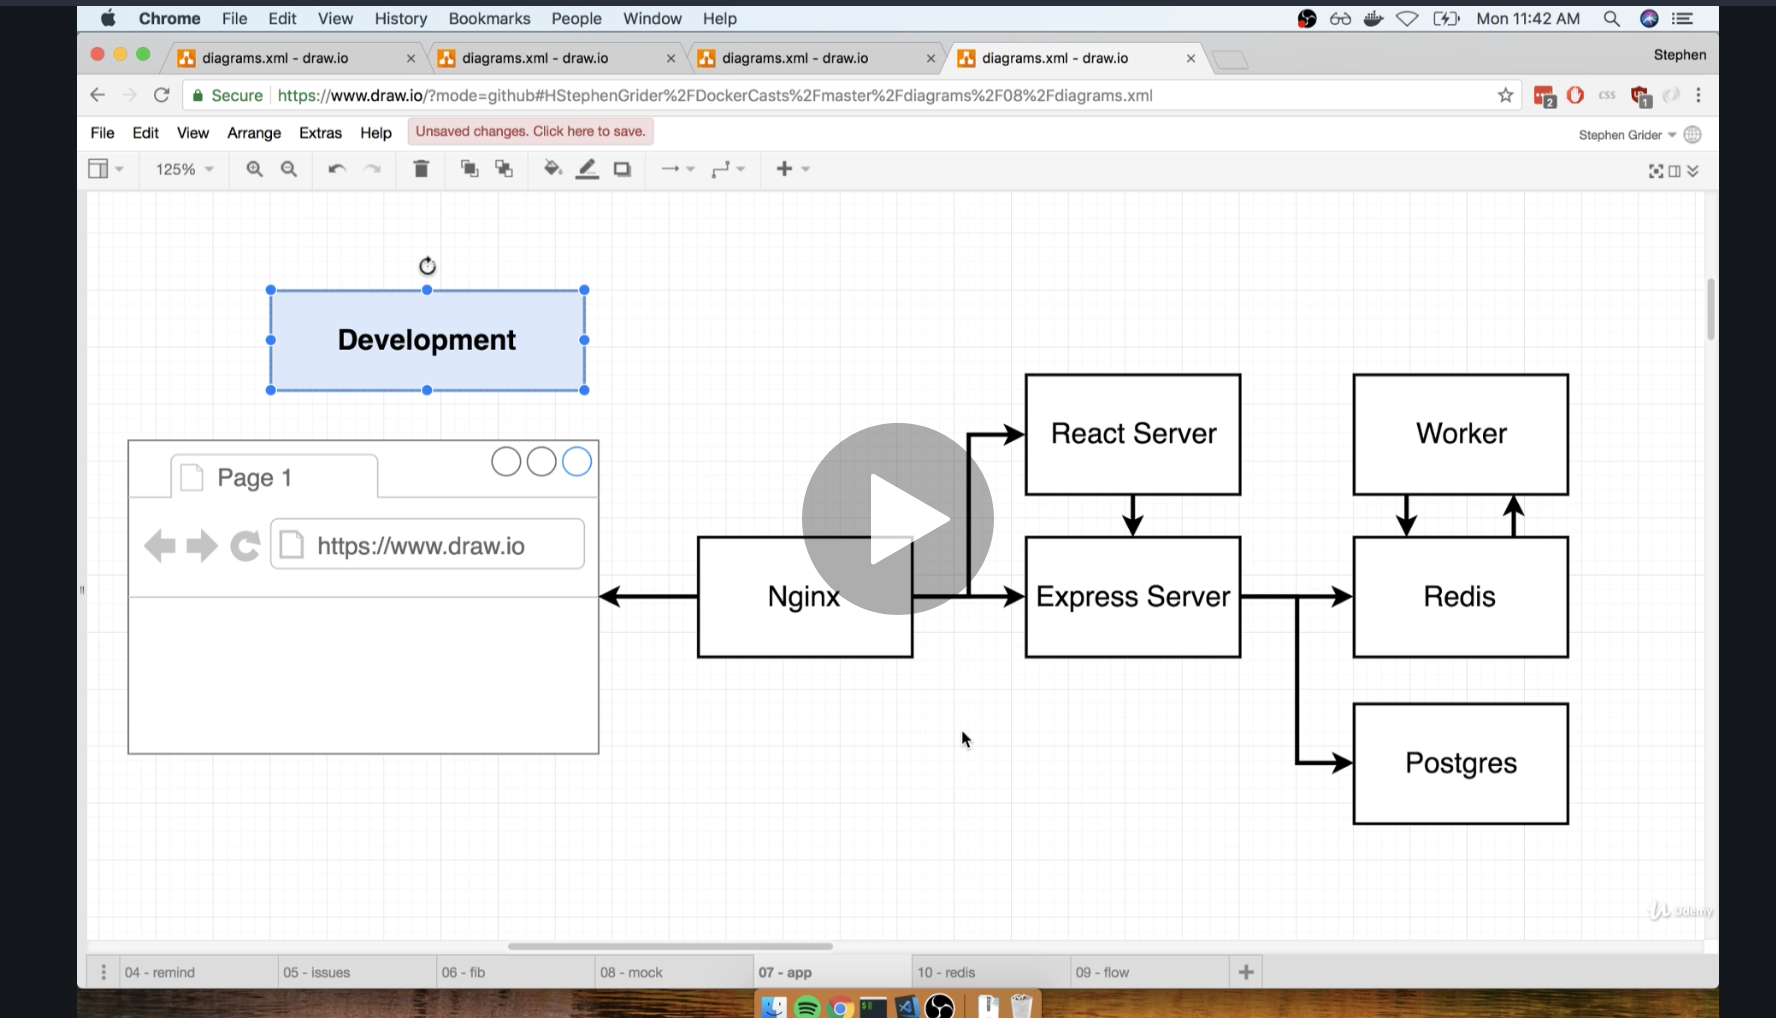 Chrome File Edit View History Bookmarks People Window Help Mon 11:42 AM
diagrams.xml - draw.io diagrams.xml - draw.io diagrams.xml - draw.io diagrams.xml - draw.io Stephen
Secure https://www.draw.io/?mode=github#HStephenGrider%2FDockerCasts%2Fmaster%2Fdiagrams%2F08%2Fdiagrams.xml 2 css 1
File Edit View Arrange Extras Help Unsaved changes. Click here to save. Stephen Grider
125%
Development
Page 1
https://www.draw.io
Nginx
React Server
Express Server
Worker
Redis
Postgres
Udemy
04 - remind 05 - issues 06 - fib 08 - mock 07 - app 10 - redis 09 - flow